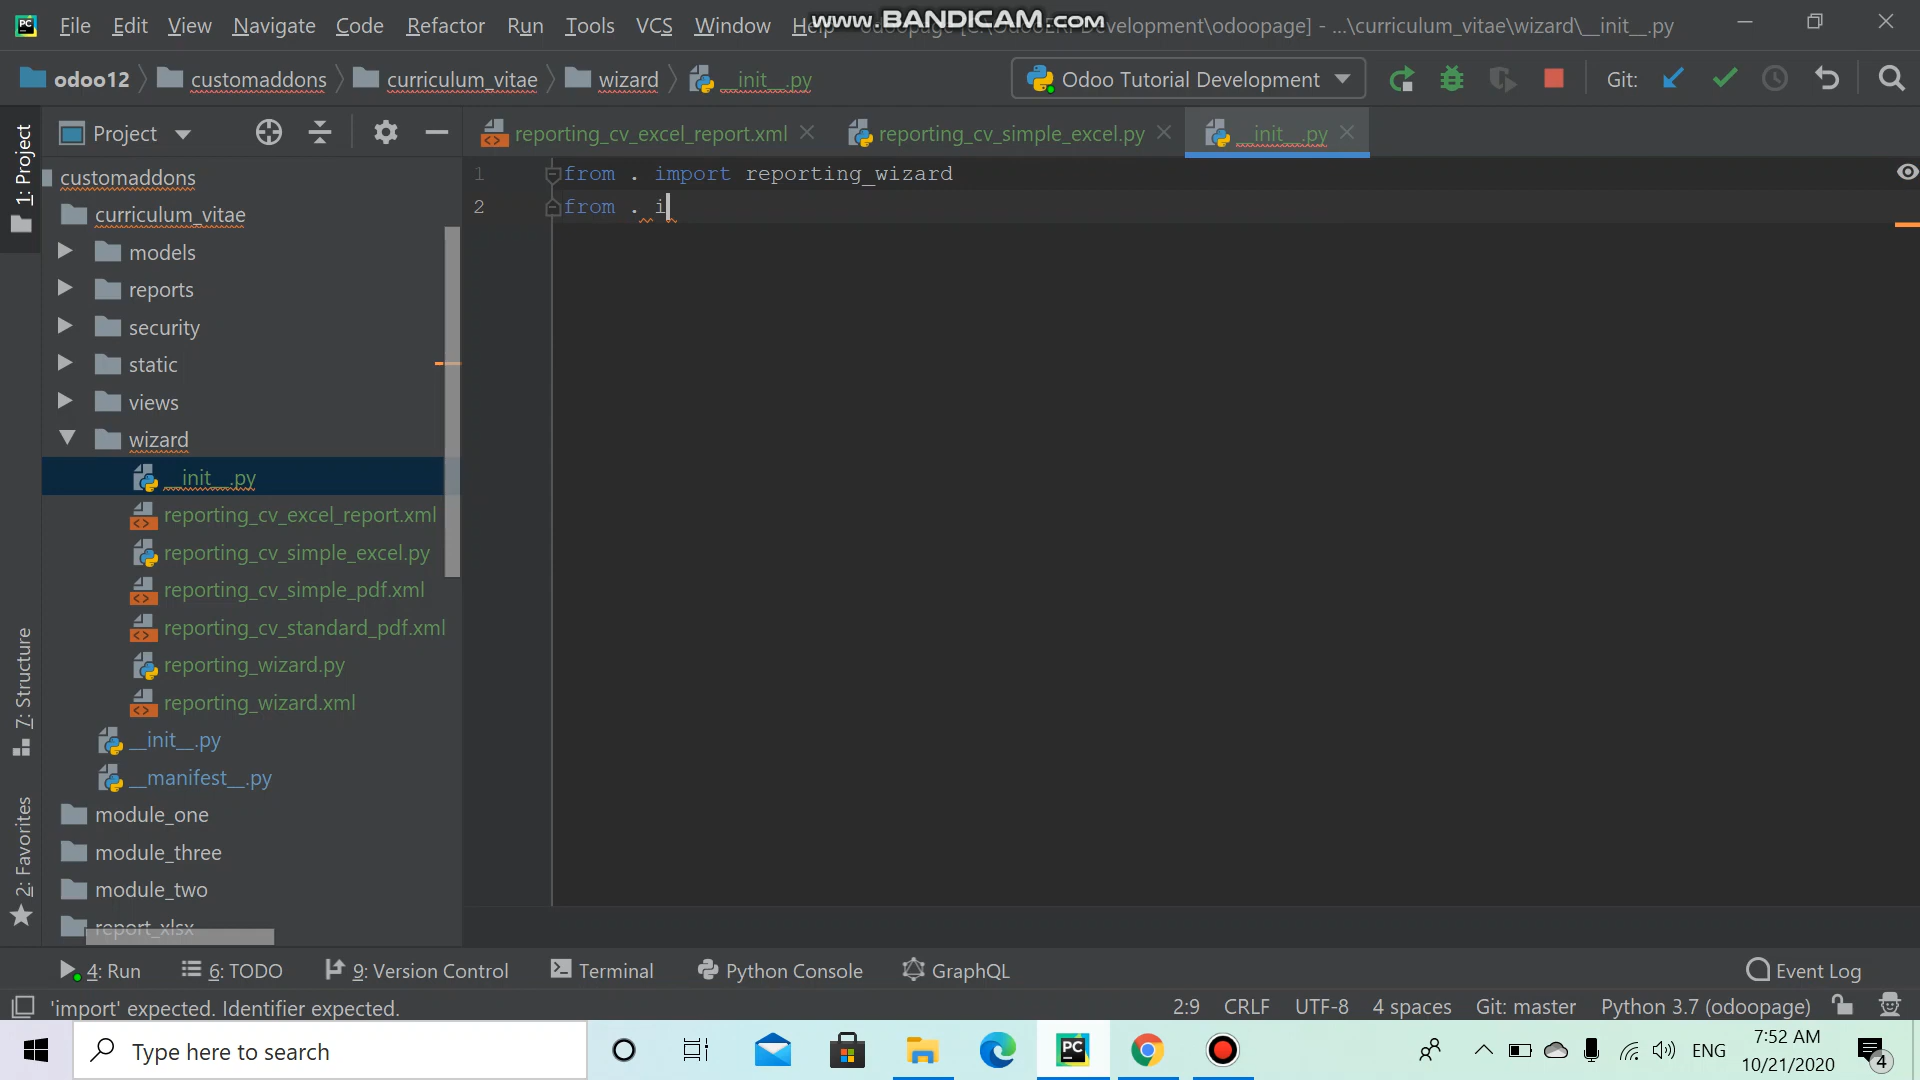 File Edit View Navigate Code Refactor Run Tools VCS Window Help odoopage [C:\OdooERPDevelopment\odoopage] - ...\curriculum_vitae\wizard\__init__.py
www.BANDICAM.com
odoo12 customaddons curriculum_vitae wizard __init__.py Odoo Tutorial Development Git:
Project
reporting_cv_excel_report.xml reporting_cv_simple_excel.py __init__.py
1: Project
7: Structure
2: Favorites
customaddons
curriculum_vitae
models
reports
security
static
views
wizard
__init__.py
reporting_cv_excel_report.xml
reporting_cv_simple_excel.py
reporting_cv_simple_pdf.xml
reporting_cv_standard_pdf.xml
reporting_wizard.py
reporting_wizard.xml
__init__.py
__manifest__.py
module_one
module_three
module_two
report_xlsx
1 from . import reporting_wizard
2 from . i
4: Run 6: TODO 9: Version Control Terminal Python Console GraphQL Event Log
'import' expected. Identifier expected. 2:9 CRLF UTF-8 4 spaces Git: master Python 3.7 (odoopage)
Type here to search
PC
ENG
7:52 AM
10/21/2020
4